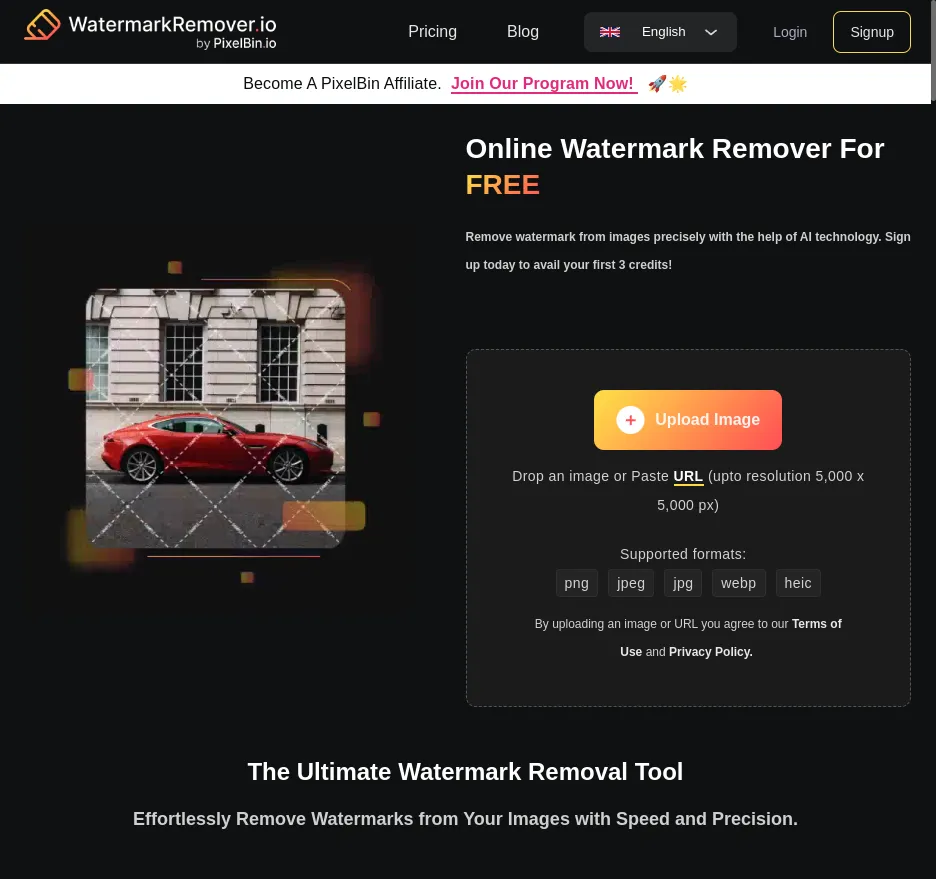 WatermarkRemover.io
by PixelBin.io
Pricing
Blog
English
Login
Signup
Become A PixelBin Affiliate. Join Our Program Now! 🚀🌟
Online Watermark Remover For
FREE
Remove watermark from images precisely with the help of AI technology. Sign
up today to avail your first 3 credits!
Upload Image
Drop an image or Paste URL (upto resolution 5,000 x
5,000 px)
Supported formats:
png jpeg jpg webp heic
By uploading an image or URL you agree to our Terms of
Use and Privacy Policy.
The Ultimate Watermark Removal Tool
Effortlessly Remove Watermarks from Your Images with Speed and Precision.